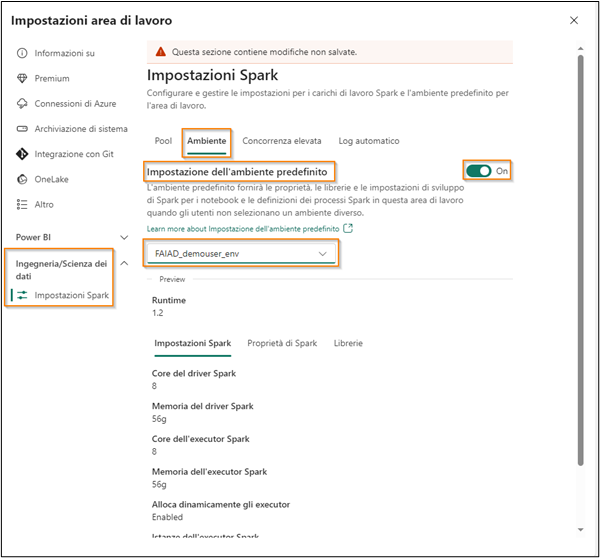 Impostazioni area di lavoro
Informazioni su
Premium
Connessioni di Azure
Archiviazione di sistema
Integrazione con Git
OneLake
Altro
Power BI
Ingegneria/Scienza dei
dati
Impostazioni Spark
Questa sezione contiene modifiche non salvate.
Impostazioni Spark
Configurare e gestire le impostazioni per i carichi di lavoro Spark e l'ambiente predefinito per
l'area di lavoro.
Pool Ambiente Concorrenza elevata Log automatico
Impostazione dell'ambiente predefinito On
L'ambiente predefinito fornirà le proprietà, le librerie e le impostazioni di sviluppo
di Spark per i notebook e le definizioni dei processi Spark in questa area di lavoro
quando gli utenti non selezionano un ambiente diverso.
Learn more about Impostazione dell'ambiente predefinito
FAIAD_demouser_env
Preview
Runtime
1.2
Impostazioni Spark Proprietà di Spark Librerie
Core del driver Spark
8
Memoria del driver Spark
56g
Core dell'executor Spark
8
Memoria dell'executor Spark
56g
Alloca dinamicamente gli executor
Enabled
Istanze dell'executor Spark